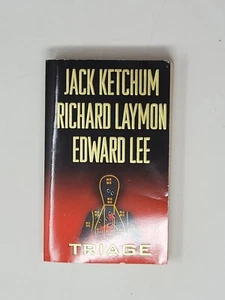 JACK KETCHUM
RICHARD LAYMON
EDWARD LEE
TRIAGE